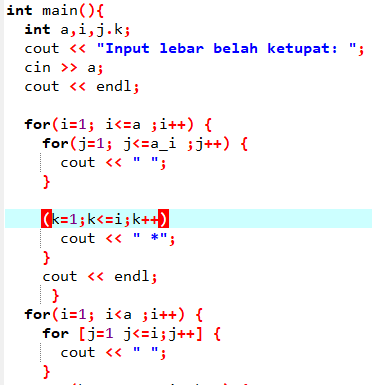 int main(){
int a,i,j.k;
cout << "Input lebar belah ketupat: ";
cin >> a;
cout << endl;
for(i=1; i<=a ;i++) {
for(j=1; j<=a_i ;j++) {
cout << " ";
}
(k=1;k<=i;k++)
cout << " *";
}
cout << endl;
}
for(i=1; i<a ;i++) {
for [j=1 j<=i;j++] {
cout << " ";
}